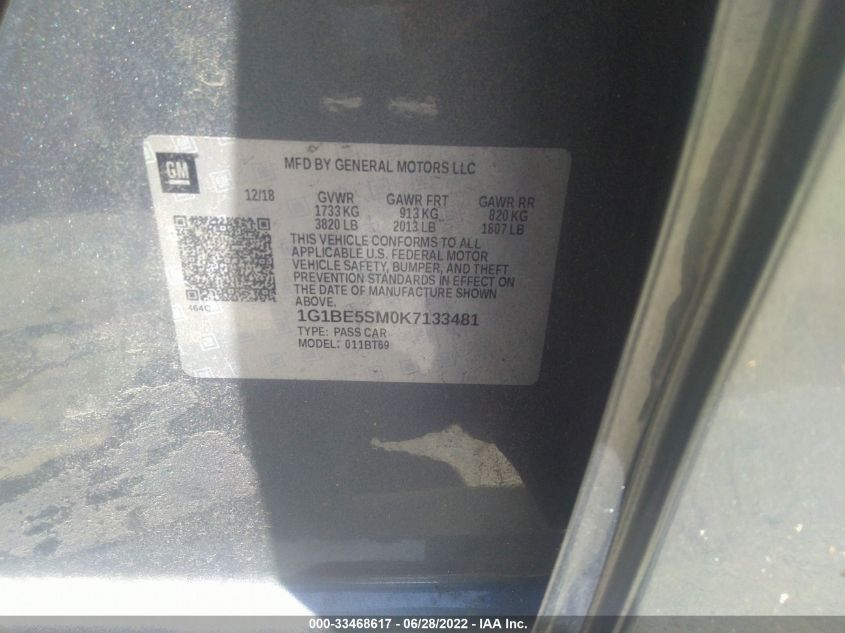 GM
MFD BY GENERAL MOTORS LLC
12/18 GVWR GAWR FRT GAWR RR
1733 KG 913 KG 820 KG
3820 LB 2013 LB 1807 LB
THIS VEHICLE CONFORMS TO ALL
APPLICABLE U.S. FEDERAL MOTOR
VEHICLE SAFETY, BUMPER, AND THEFT
PREVENTION STANDARDS IN EFFECT ON
THE DATE OF MANUFACTURE SHOWN
ABOVE.
464C
1G1BE5SM0K7133481
TYPE: PASS CAR
MODEL: 011BT69
000-33468617 - 06/28/2022 - IAA Inc.